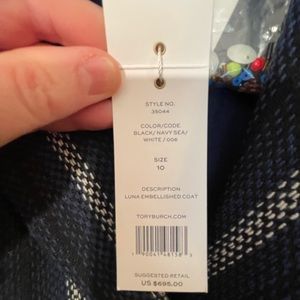 STYLE NO.
35044
COLOR/CODE
BLACK/NAVY SEA/
WHITE / 006
SIZE
10
DESCRIPTION
LUNA EMBELLISHED COAT
TORYBURCH.COM
SUGGESTED RETAIL
US $695.00